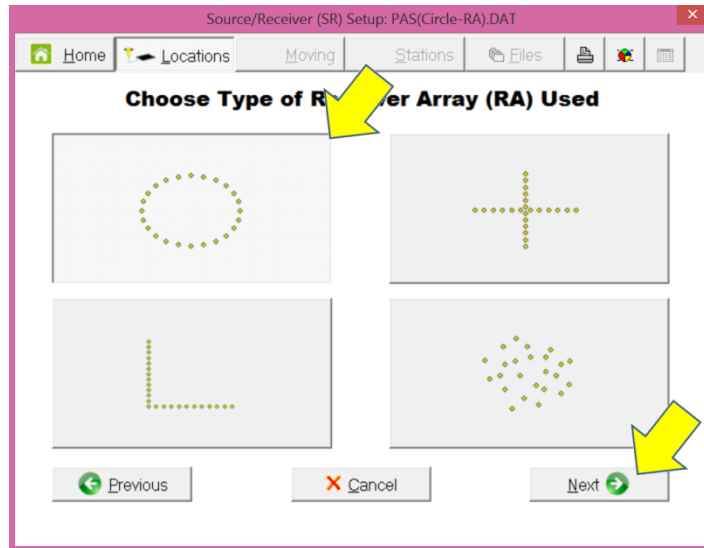 Source/Receiver (SR) Setup: PAS(Circle-RA).DAT
Home Locations Moving Stations Files
Choose Type of R er Array (RA) Used
Previous Cancel Next